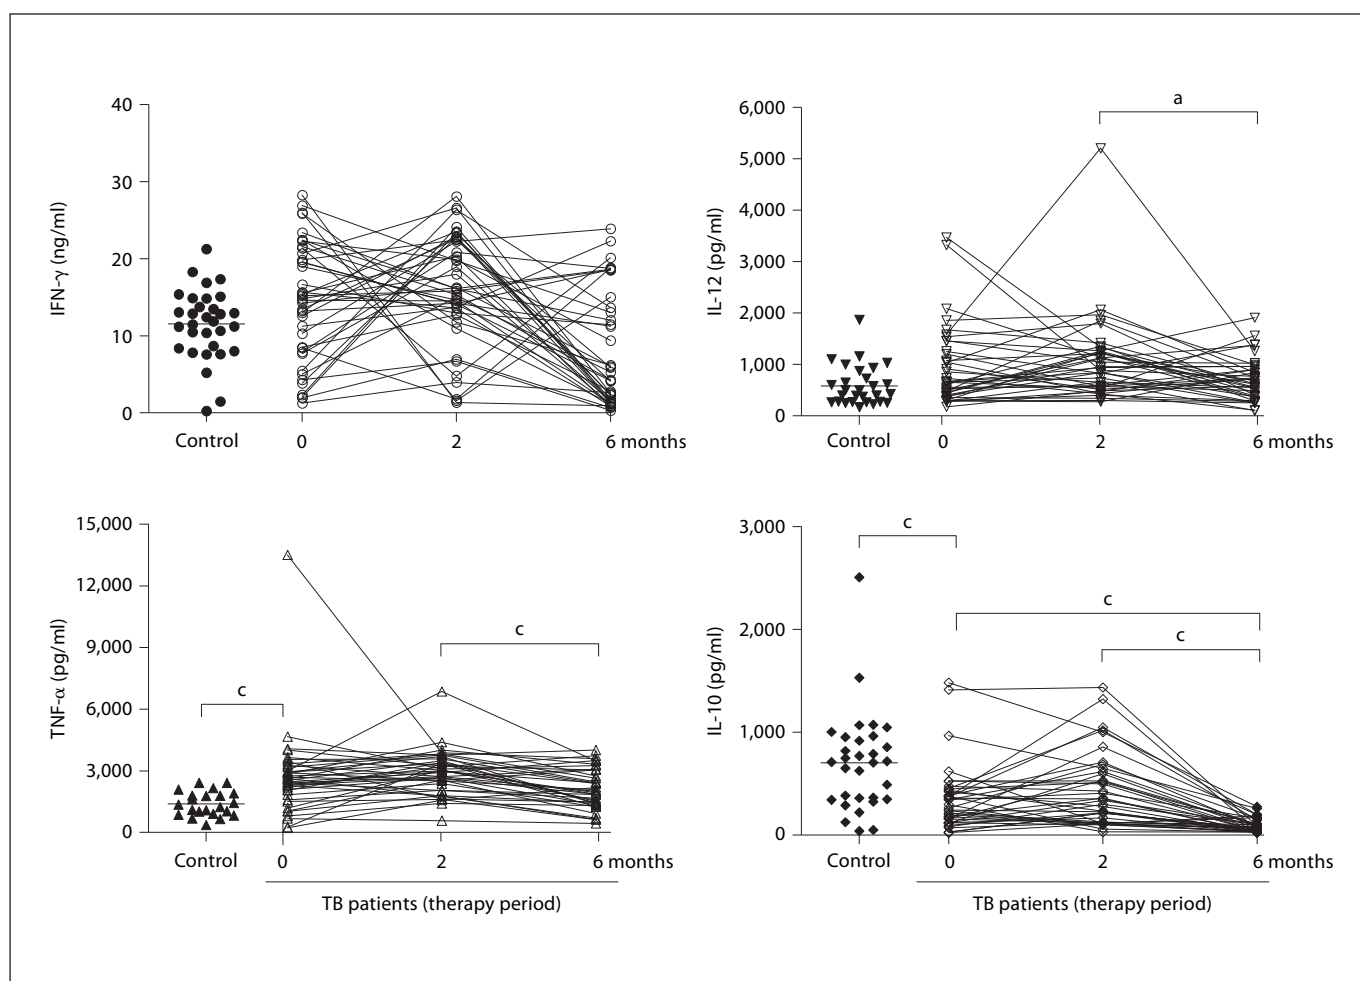 IFN-γ (ng/ml)
40
30
20
10
0
Control
0
2
6 months
IL-12 (pg/ml)
6,000
5,000
4,000
3,000
2,000
1,000
0
a
Control
0
2
6 months
TNF-α (pg/ml)
15,000
12,000
9,000
6,000
3,000
0
c
c
Control
0
2
6 months
TB patients (therapy period)
IL-10 (pg/ml)
3,000
2,000
1,000
0
c
c
c
Control
0
2
6 months
TB patients (therapy period)